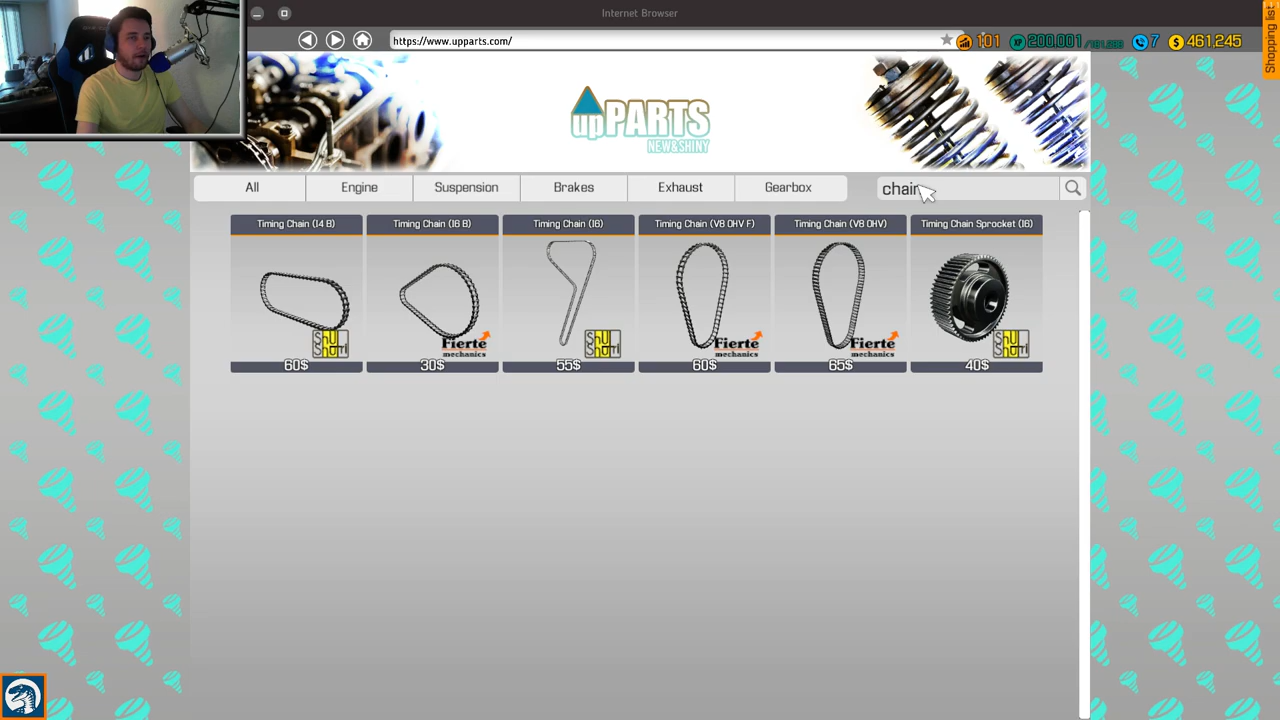 Internet Browser
https://www.upparts.com/
101
200,001
7
461,245
Shopping list
upPARTS
NEW&SHINY
All
Engine
Suspension
Brakes
Exhaust
Gearbox
chain
Timing Chain (I4 B)
Timing Chain (I6 B)
Timing Chain (I6)
Timing Chain (V8 OHV F)
Timing Chain (V8 OHV)
Timing Chain Sprocket (I6)
Fierte
mechanics
Fierte
mechanics
Fierte
mechanics
60$
30$
55$
60$
65$
40$